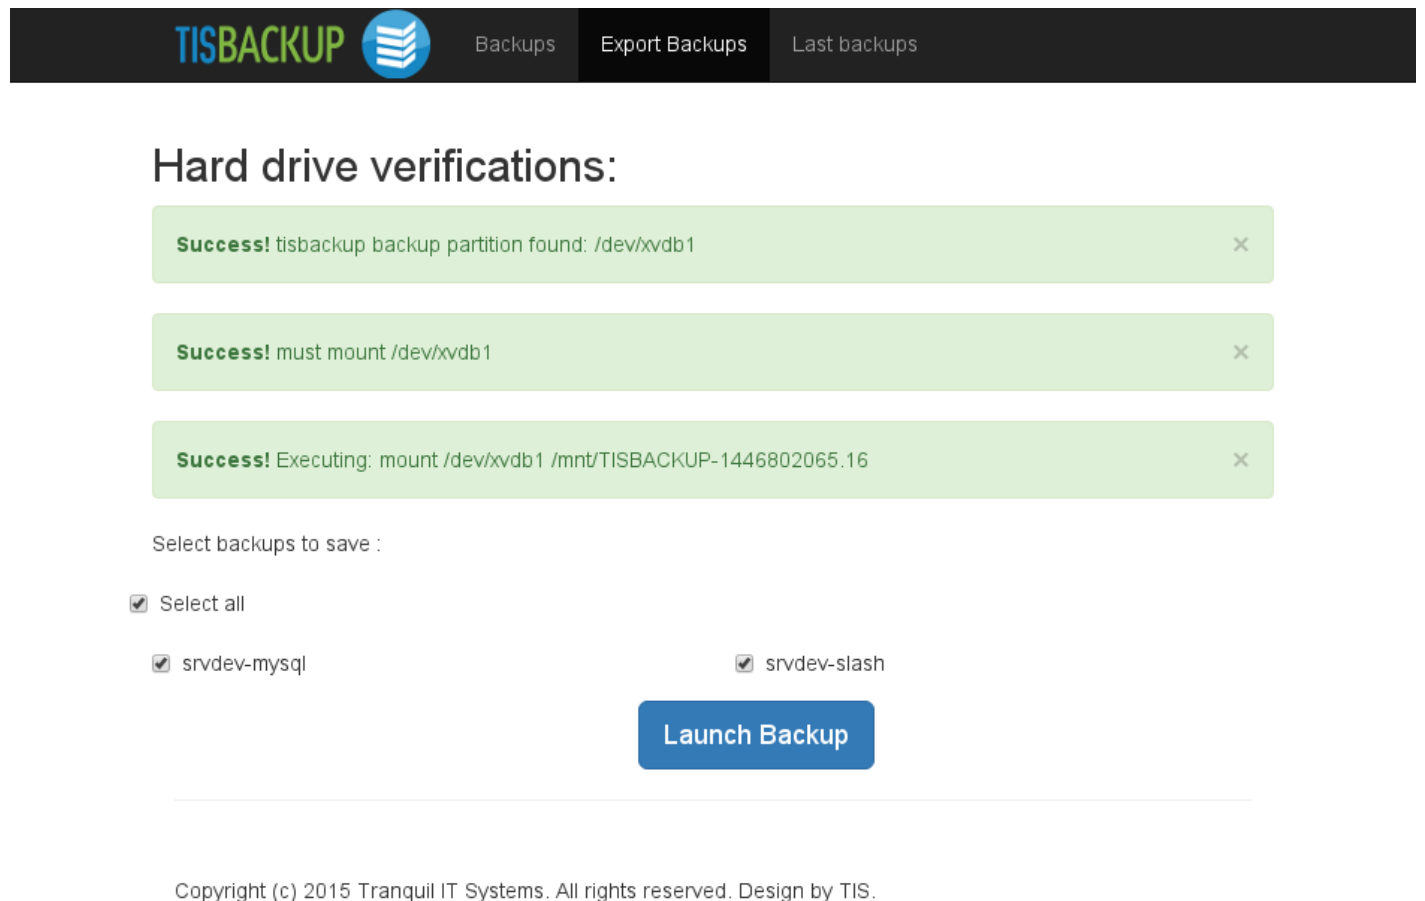 TISBACKUP Backups Export Backups Last backups
Hard drive verifications:
Success! tisbackup backup partition found: /dev/xvdb1 ×
Success! must mount /dev/xvdb1 ×
Success! Executing: mount /dev/xvdb1 /mnt/TISBACKUP-1446802065.16 ×
Select backups to save :
Select all
srvdev-mysql srvdev-slash
Launch Backup
Copyright (c) 2015 Tranquil IT Systems. All rights reserved. Design by TIS.